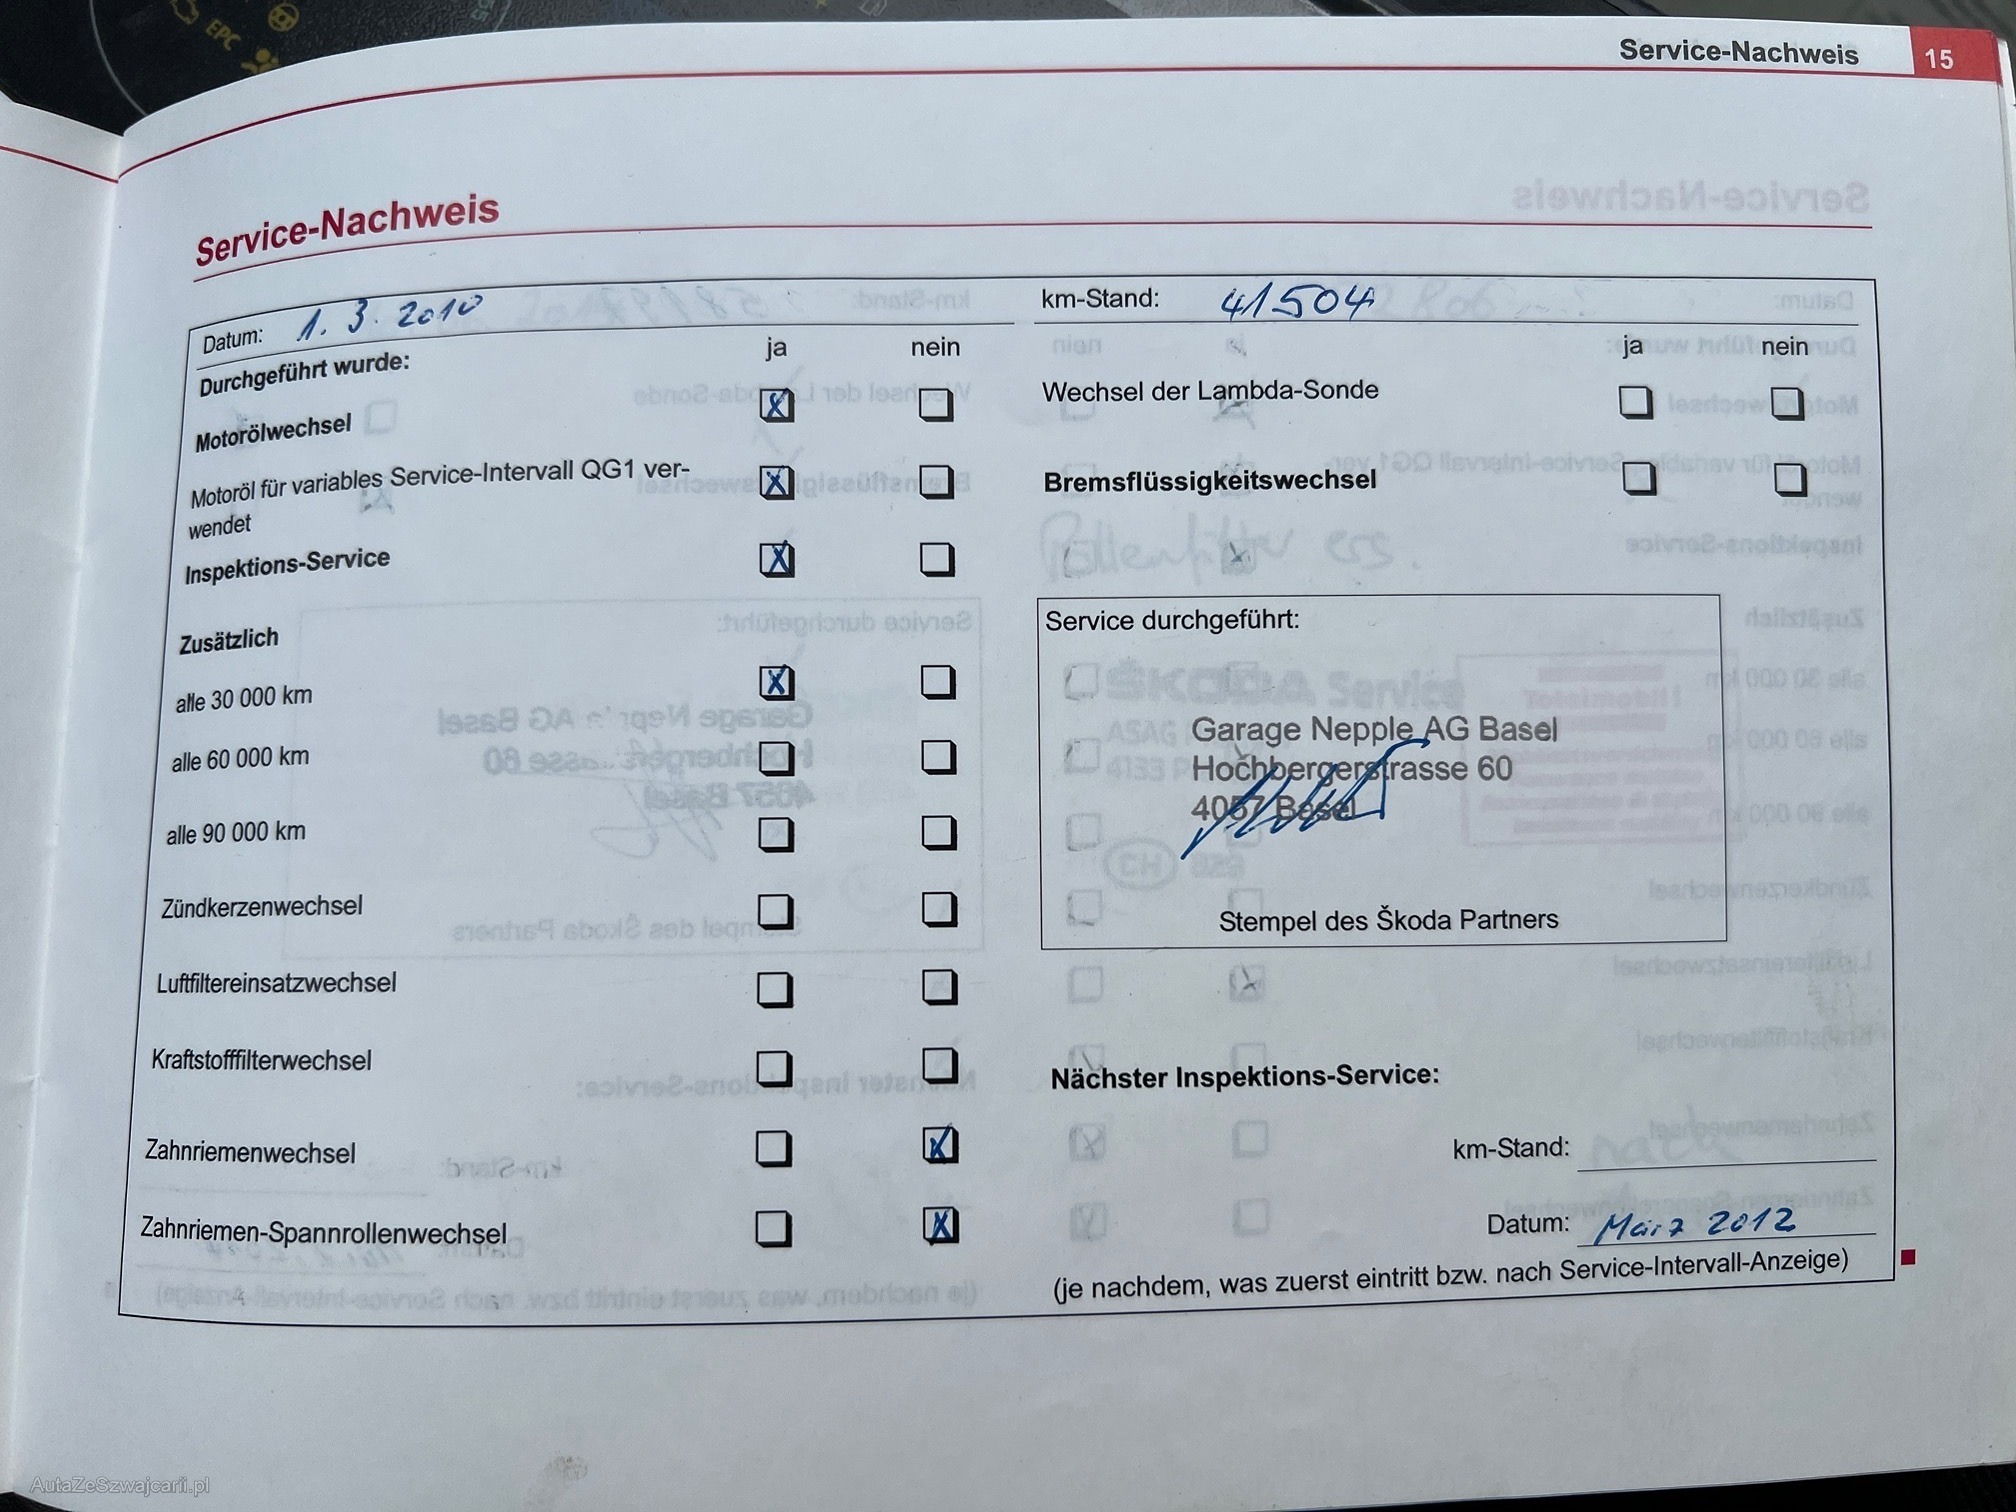 EPC
Service-Nachweis 15
Service-Nachweis
Datum: 1. 3. 2010
km-Stand: 41504
Durchgeführt wurde:
ja nein
Motorölwechsel
Motoröl für variables Service-Intervall QG1 ver-
wendet
Inspektions-Service
Zusätzlich
alle 30 000 km
alle 60 000 km
alle 90 000 km
Zündkerzenwechsel
Luftfiltereinsatzwechsel
Kraftstofffilterwechsel
Zahnriemenwechsel
Zahnriemen-Spannrollenwechsel
ja nein
Wechsel der Lambda-Sonde
Bremsflüssigkeitswechsel
Service durchgeführt:
Garage Nepple AG Basel
Hochbergerstrasse 60
4057 Basel
Stempel des Škoda Partners
Nächster Inspektions-Service:
km-Stand:
Datum: März 2012
(je nachdem, was zuerst eintritt bzw. nach Service-Intervall-Anzeige)
AutaZeSzwajcarii.pl